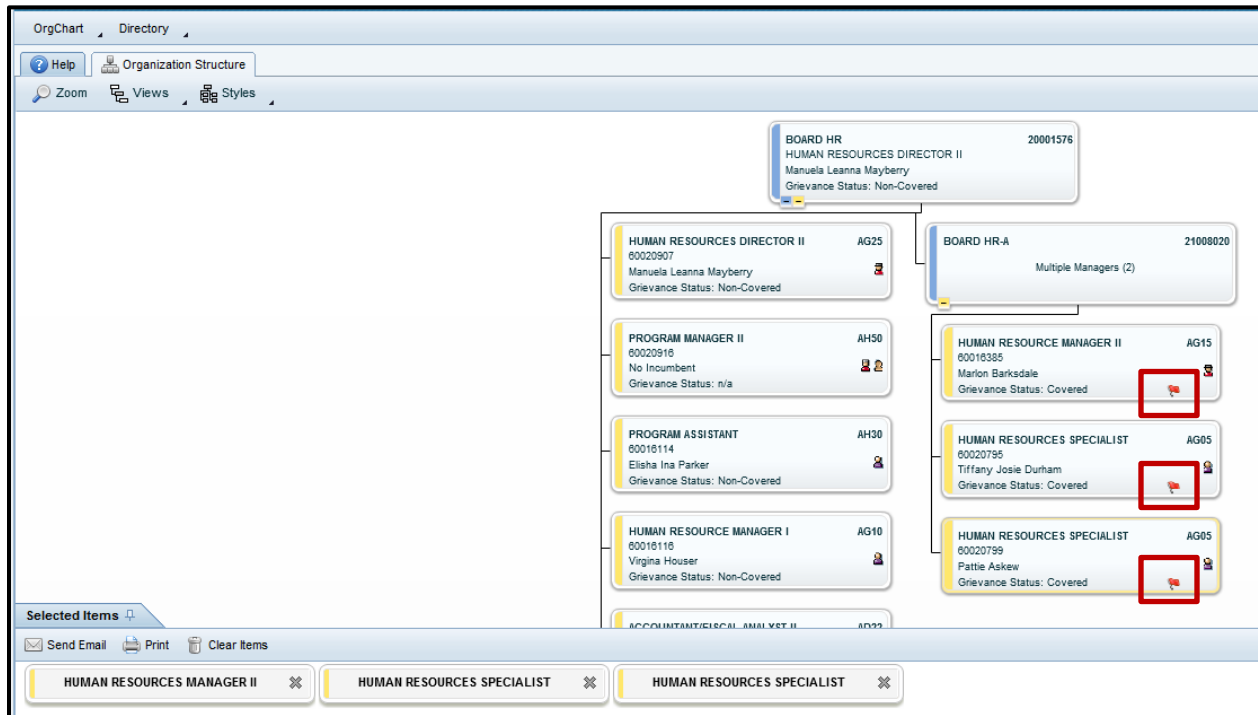 OrgChart Directory
Help Organization Structure
Zoom Views Styles
BOARD HR 20001576
HUMAN RESOURCES DIRECTOR II
Manuela Leanna Mayberry
Grievance Status: Non-Covered
HUMAN RESOURCES DIRECTOR II AG25
60020907
Manuela Leanna Mayberry
Grievance Status: Non-Covered
PROGRAM MANAGER II AH50
60020916
No Incumbent
Grievance Status: n/a
PROGRAM ASSISTANT AH30
60016114
Elisha Ina Parker
Grievance Status: Non-Covered
HUMAN RESOURCE MANAGER I AG10
60016116
Virgina Houser
Grievance Status: Non-Covered
ACCOUNTANT/FISCAL ANALYST II AD22
BOARD HR-A 21008020
Multiple Managers (2)
HUMAN RESOURCE MANAGER II AG15
60016385
Marlon Barksdale
Grievance Status: Covered
HUMAN RESOURCES SPECIALIST AG05
60020795
Tiffany Josie Durham
Grievance Status: Covered
HUMAN RESOURCES SPECIALIST AG05
60020799
Pattie Askew
Grievance Status: Covered
Selected Items
Send Email Print Clear Items
HUMAN RESOURCES MANAGER II HUMAN RESOURCES SPECIALIST HUMAN RESOURCES SPECIALIST